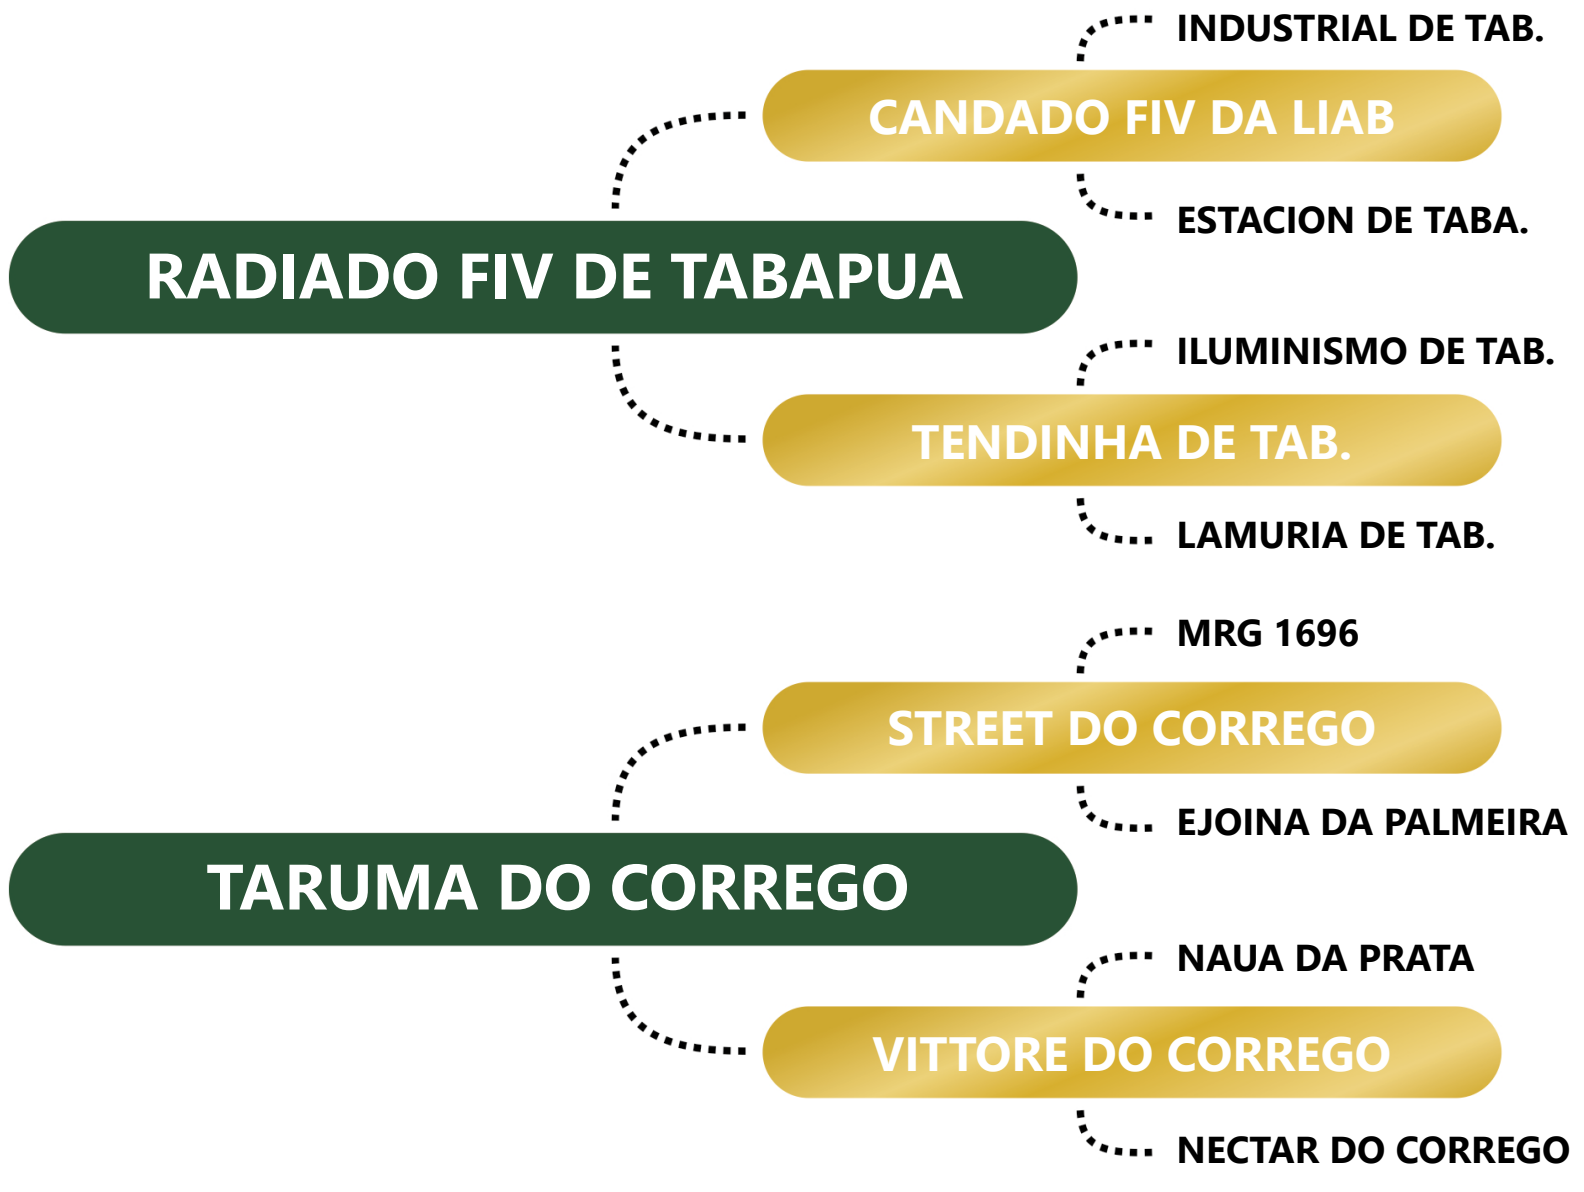 INDUSTRIAL DE TAB.
CANDADO FIV DA LIAB
ESTACION DE TABA.
RADIADO FIV DE TABAPUA
ILUMINISMO DE TAB.
TENDINHA DE TAB.
LAMURIA DE TAB.
MRG 1696
STREET DO CORREGO
EJOINA DA PALMEIRA
TARUMA DO CORREGO
NAUA DA PRATA
VITTORE DO CORREGO
NECTAR DO CORREGO